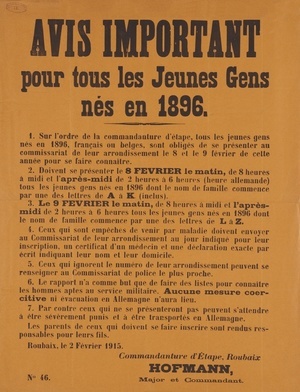 AVIS IMPORTANT
pour tous les Jeunes Gens
nés en 1896.
1. Sur l'ordre de la commandanture d'étape, tous les jeunes gens
nés en 1896, français ou belges, sont obligés de se présenter au
commissariat de leur arrondissement le 8 et le 9 février de cette
année pour se faire connaître.
2. Doivent se présenter le 8 FEVRIER le matin, de 8 heures
à midi et l'après-midi de 2 heures à 6 heures (heure allemande)
tous les jeunes gens nés en 1896 dont le nom de famille commence
par une des lettres de A à K (inclus).
3. Le 9 FEVRIER le matin, de 8 heures à midi et l'après-
midi de 2 heures à 6 heures tous les jeunes gens nés en 1896 dont
le nom de famille commence par une des lettres de L à Z.
4. Ceux qui sont empêchés de venir par maladie doivent envoyer
au Commissariat de leur arrondissement au jour indiqué pour leur
inscription, un certificat d'un médecin et une déclaration exacte par
écrit indiquant leur nom et leur domicile.
5. Ceux qui ignorent le numéro de leur arrondissement peuvent se
renseigner au Commissariat de police le plus proche.
6. Le rapport n'a comme but que de faire des listes pour connaître
les hommes aptes au service militaire. Aucune mesure coer-
citive ni évacuation en Allemagne n'aura lieu.
7. Par contre ceux qui ne se présenteront pas peuvent s'attendre
à être sévèrement punis et à être transportés en Allemagne.
Les parents de ceux qui doivent se faire inscrire sont rendus res-
ponsables pour leurs fils.
Roubaix, le 2 Février 1915.
Commandanture d'Étape, Roubaix
HOFMANN,
Major et Commandant.
No 46.